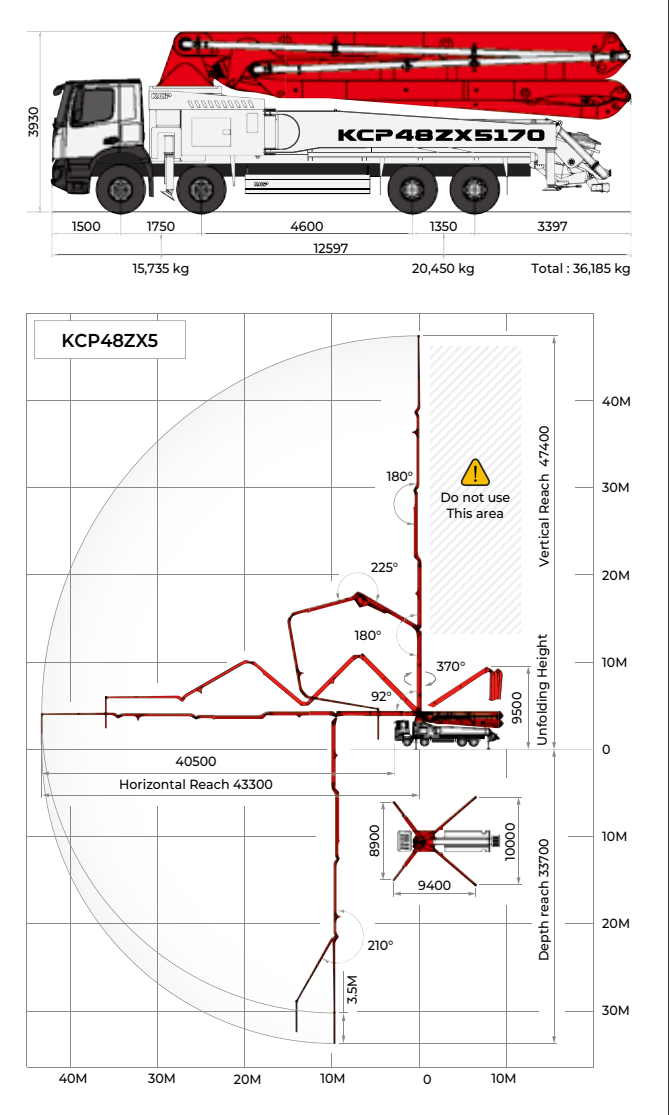 KCP
3930
KCP48ZX5170
KCP
1500
1750
4600
1350
3397
12597
15,735 kg
20,450 kg
Total : 36,185 kg
KCP48ZX5
40M
180°
Do not use
This area
Vertical Reach 47400
30M
225°
20M
180°
370°
10M
92°
9500
Unfolding Height
0
40500
Horizontal Reach 43300
8900
10000
9400
10M
Depth reach 33700
20M
210°
3.5M
30M
40M
30M
20M
10M
0
10M